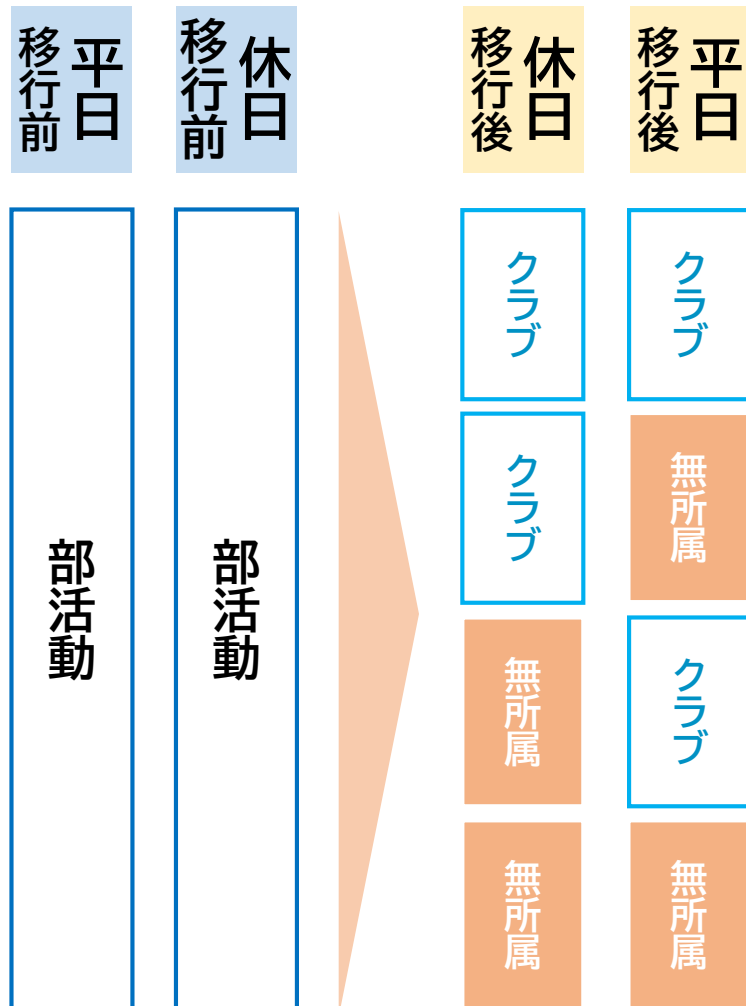 平日
移行前
休日
移行前
休日
移行後
平日
移行後
部活動
部活動
クラブ
クラブ
クラブ
無所属
無所属
クラブ
無所属
無所属